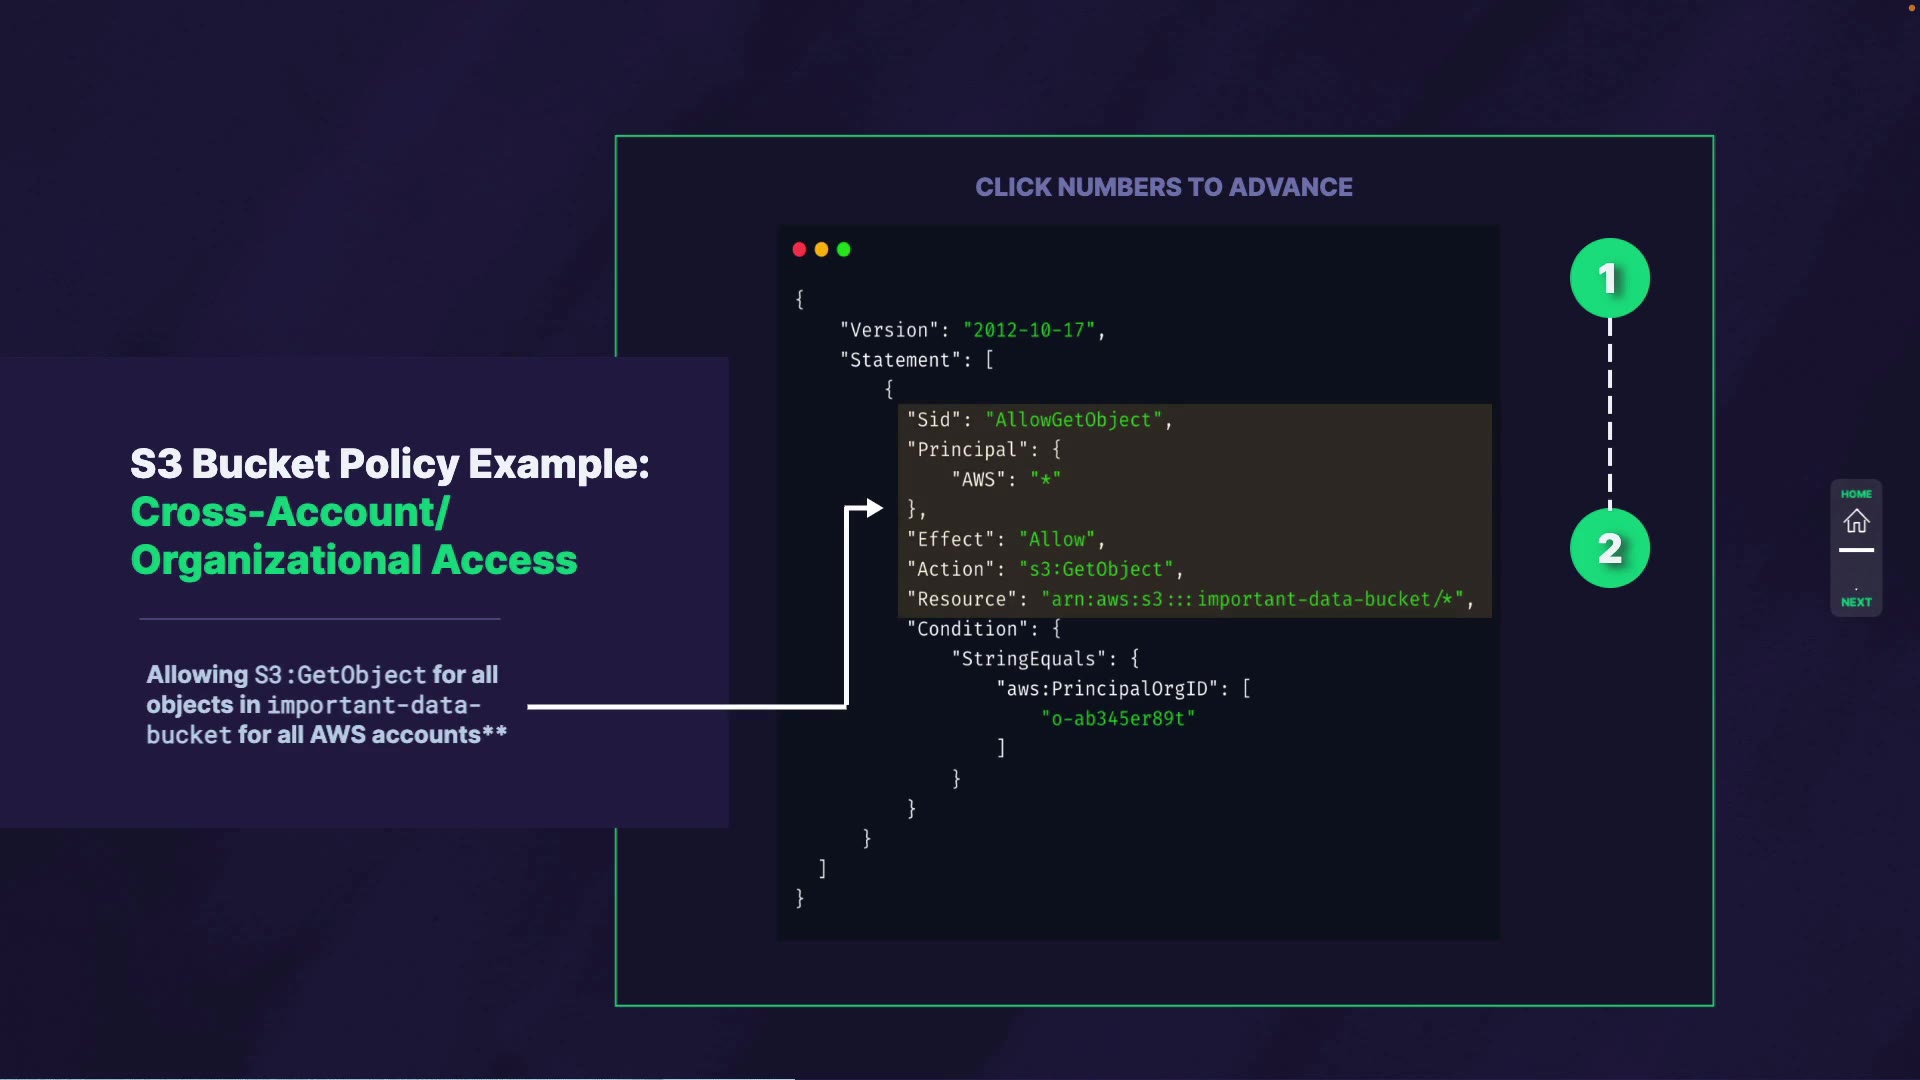 CLICK NUMBERS TO ADVANCE
{
"Version": "2012-10-17",
"Statement": [
{
"Sid": "AllowGetObject",
"Principal": {
"AWS": "*"
},
"Effect": "Allow",
"Action": "s3:GetObject",
"Resource": "arn:aws:s3:::important-data-bucket/*",
"Condition": {
"StringEquals": {
"aws:PrincipalOrgID": [
"o-ab345er89t"
]
}
}
}
]
}
S3 Bucket Policy Example:
Cross-Account/
Organizational Access
Allowing S3:GetObject for all
objects in important-data-
bucket for all AWS accounts**
1
2
HOME
NEXT